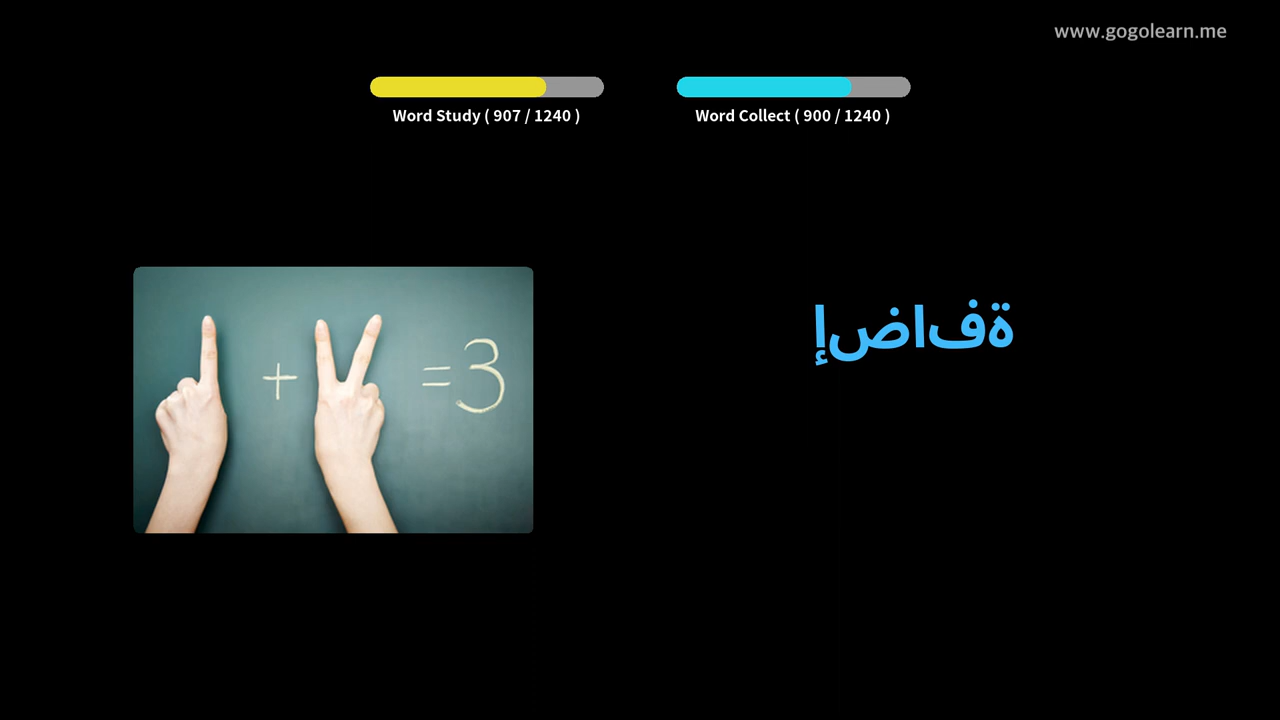 www.gogolearn.me
Word Study ( 907 / 1240 )
Word Collect ( 900 / 1240 )
ةفاضإ
+ =3